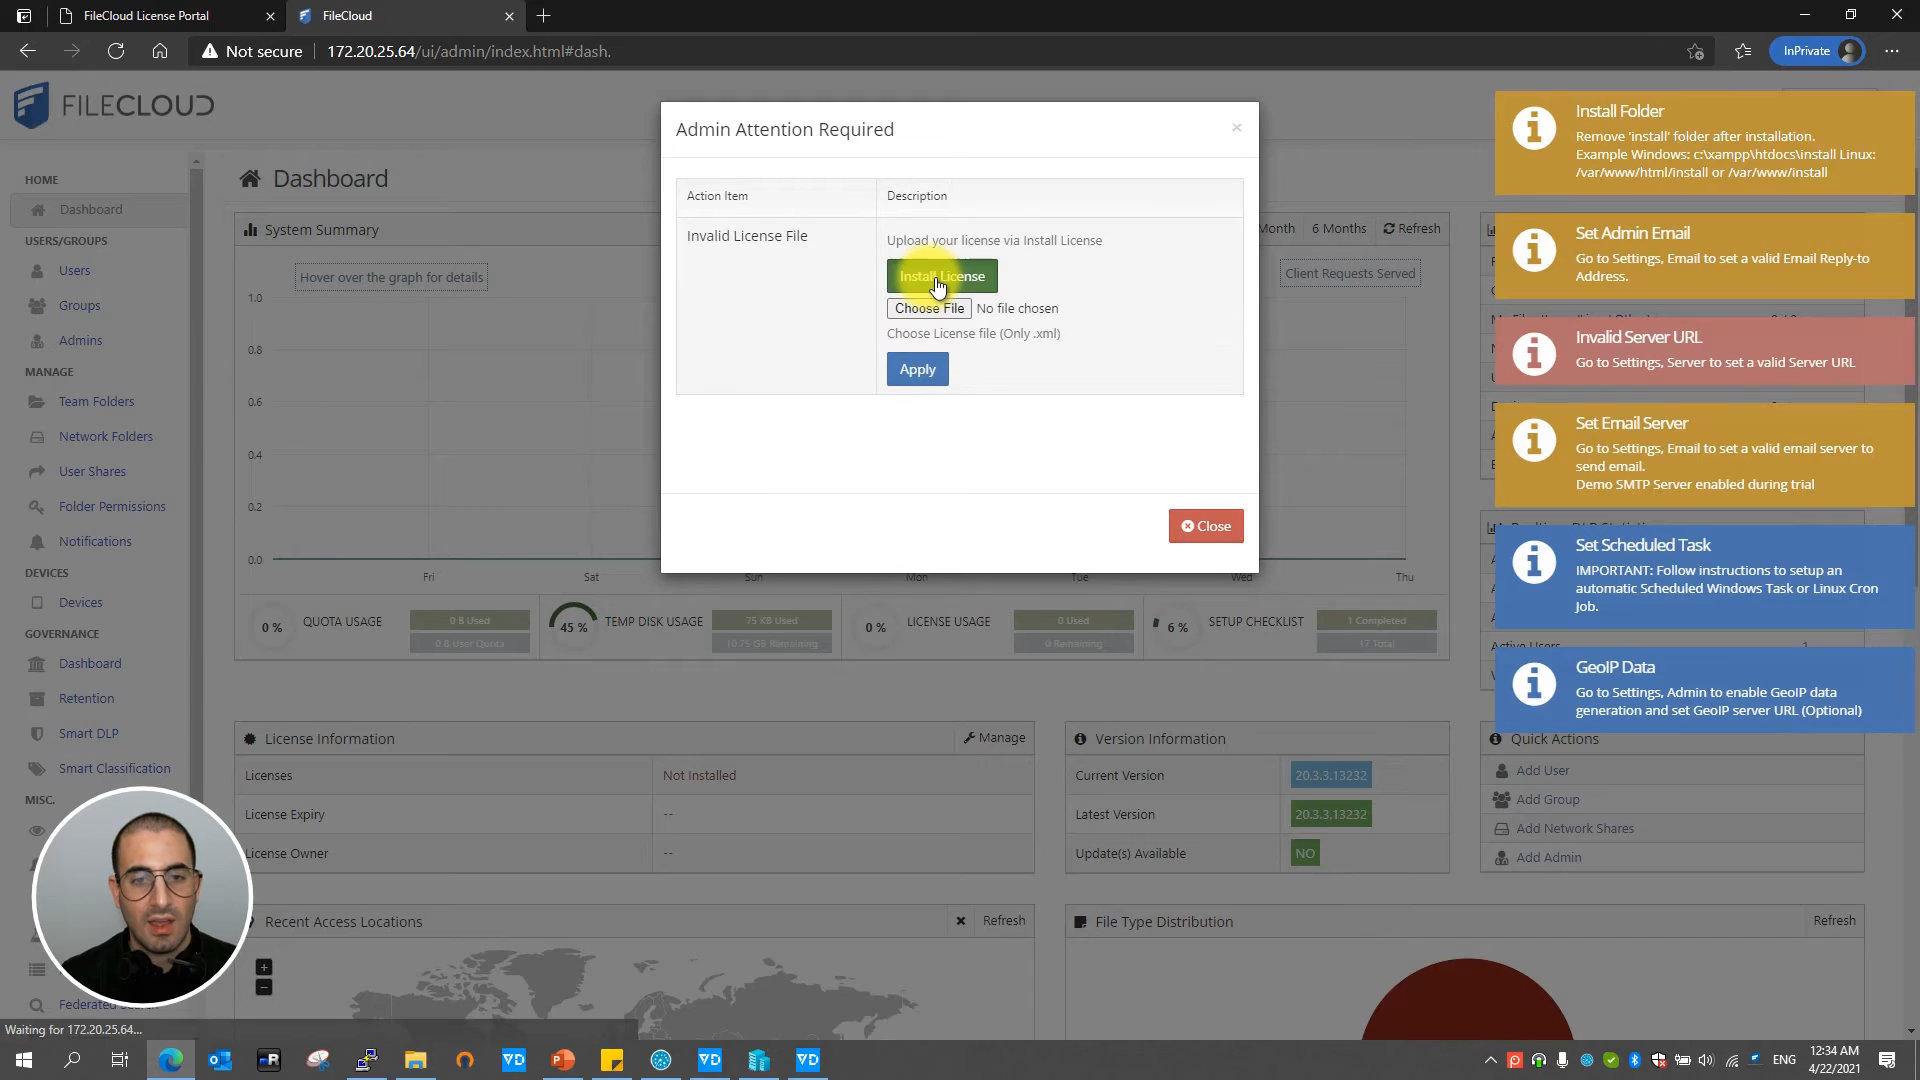 FileCloud License Portal
FileCloud
Not secure
172.20.25.64/ui/admin/index.html#dash.
InPrivate
FILECLOUD
HOME
Dashboard
USERS/GROUPS
Users
Groups
Admins
MANAGE
Team Folders
Network Folders
User Shares
Folder Permissions
Notifications
DEVICES
Devices
GOVERNANCE
Dashboard
Retention
Smart DLP
Smart Classification
MISC.
Federated Search
Waiting for 172.20.25.64...
Dashboard
System Summary
Month
6 Months
Refresh
Hover over the graph for details
Client Requests Served
1.0
0.8
0.6
0.4
0.2
0.0
Fri
Sat
Sun
Mon
Tue
Wed
Thu
0 %
QUOTA USAGE
0 B Used
0 B User Quota
45 %
TEMP DISK USAGE
75 KB Used
10.75 GB Remaining
0 %
LICENSE USAGE
0 Used
0 Remaining
6 %
SETUP CHECKLIST
1 Completed
17 Total
Admin Attention Required
Action Item
Description
Invalid License File
Upload your license via Install License
Install License
Choose File
No file chosen
Choose License file (Only .xml)
Apply
Close
Install Folder
Remove 'install' folder after installation.
Example Windows: c:\xampp\htdocs\install Linux:
/var/www/html/install or /var/www/install
Set Admin Email
Go to Settings, Email to set a valid Email Reply-to
Address.
Invalid Server URL
Go to Settings, Server to set a valid Server URL
Set Email Server
Go to Settings, Email to set a valid email server to
send email.
Demo SMTP Server enabled during trial
Set Scheduled Task
IMPORTANT: Follow instructions to setup an
automatic Scheduled Windows Task or Linux Cron
Job.
Active Users
1
GeoIP Data
Go to Settings, Admin to enable GeoIP data
generation and set GeoIP server URL (Optional)
License Information
Manage
Licenses
Not Installed
License Expiry
--
License Owner
--
Version Information
Current Version
20.3.3.13232
Latest Version
20.3.3.13232
Update(s) Available
NO
Quick Actions
Add User
Add Group
Add Network Shares
Add Admin
Recent Access Locations
Refresh
+
−
File Type Distribution
Refresh
ENG
12:34 AM
4/22/2021